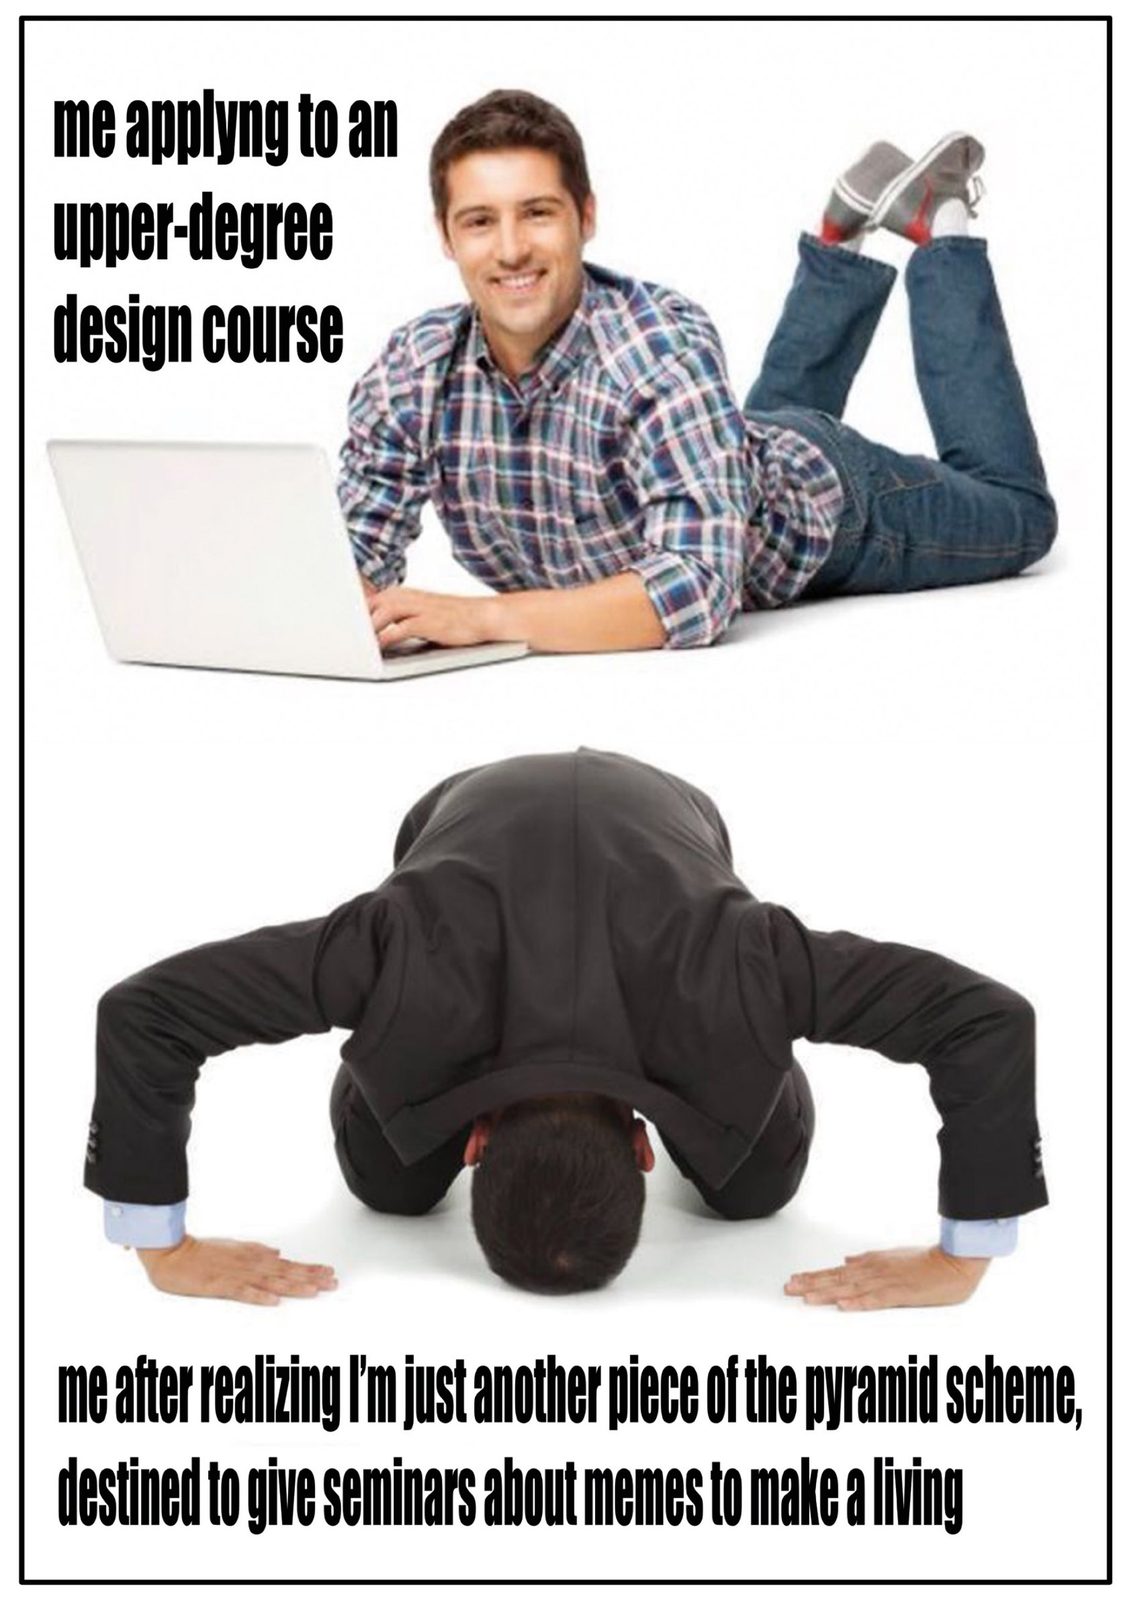 me applyng to an
upper-degree
design course
me after realizing I'm just another piece of the pyramid scheme,
destined to give seminars about memes to make a living